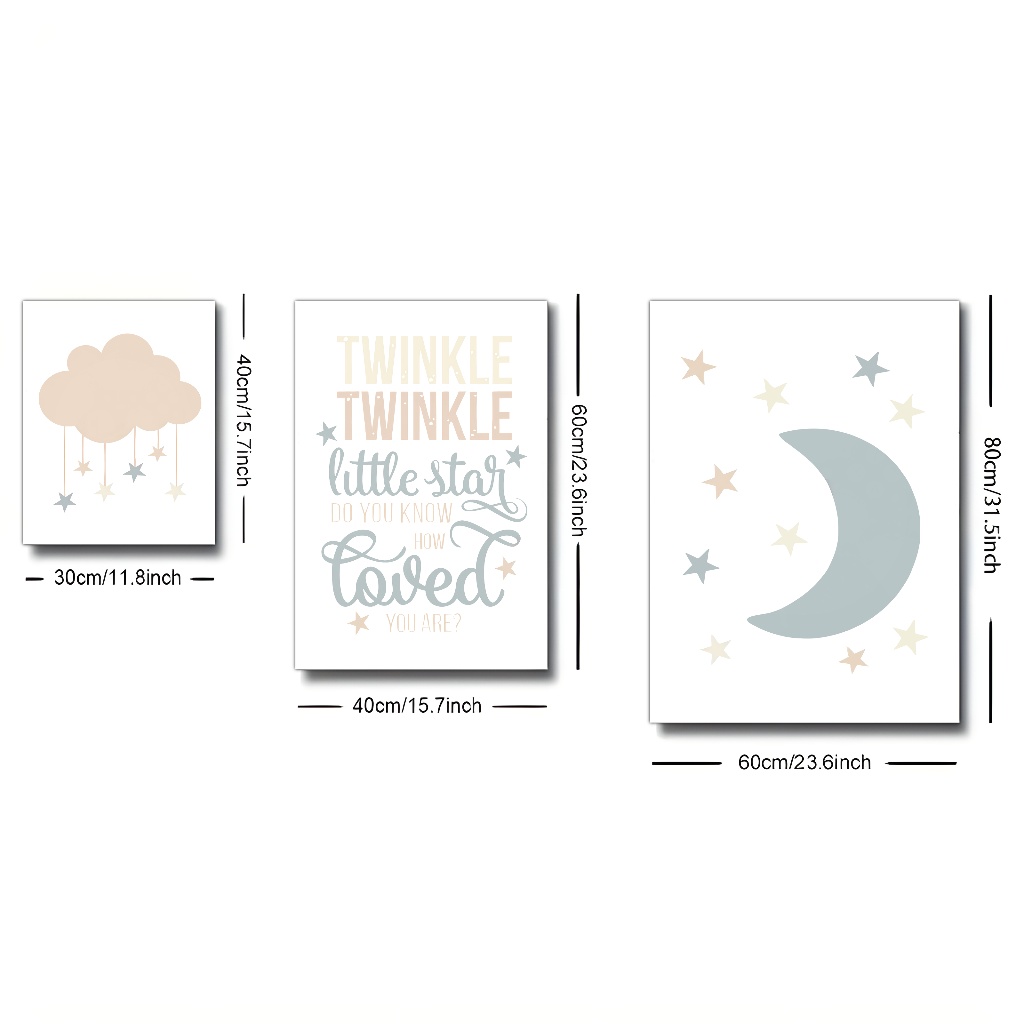 40cm/15.7inch
30cm/11.8inch
TWINKLE
TWINKLE
little star
DO YOU KNOW
HOW
loved
YOU ARE?
60cm/23.6inch
40cm/15.7inch
80cm/31.5inch
60cm/23.6inch